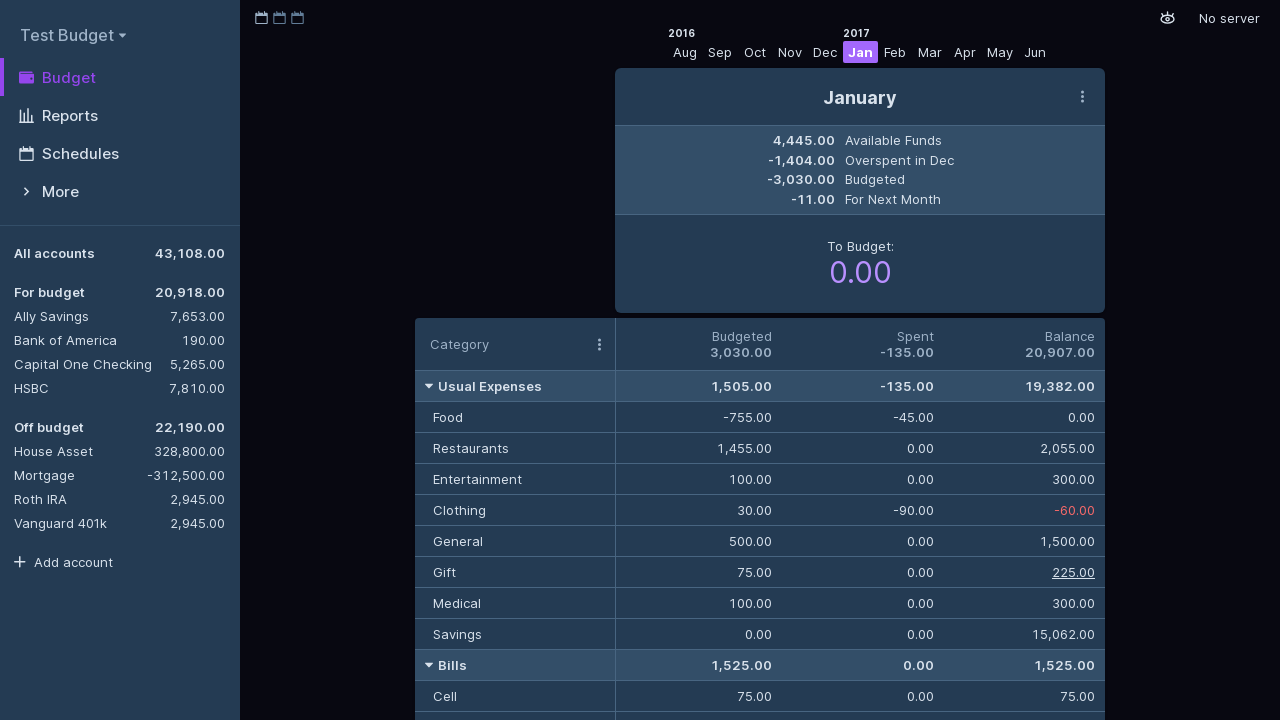 Test Budget
Budget
Reports
Schedules
More
All accounts 43,108.00
For budget 20,918.00
Ally Savings 7,653.00
Bank of America 190.00
Capital One Checking 5,265.00
HSBC 7,810.00
Off budget 22,190.00
House Asset 328,800.00
Mortgage -312,500.00
Roth IRA 2,945.00
Vanguard 401k 2,945.00
Add account
No server
2016 2017
Aug Sep Oct Nov Dec Jan Feb Mar Apr May Jun
January
4,445.00 Available Funds
-1,404.00 Overspent in Dec
-3,030.00 Budgeted
-11.00 For Next Month
To Budget:
0.00
Category Budgeted Spent Balance
3,030.00 -135.00 20,907.00
Usual Expenses 1,505.00 -135.00 19,382.00
Food -755.00 -45.00 0.00
Restaurants 1,455.00 0.00 2,055.00
Entertainment 100.00 0.00 300.00
Clothing 30.00 -90.00 -60.00
General 500.00 0.00 1,500.00
Gift 75.00 0.00 225.00
Medical 100.00 0.00 300.00
Savings 0.00 0.00 15,062.00
Bills 1,525.00 0.00 1,525.00
Cell 75.00 0.00 75.00